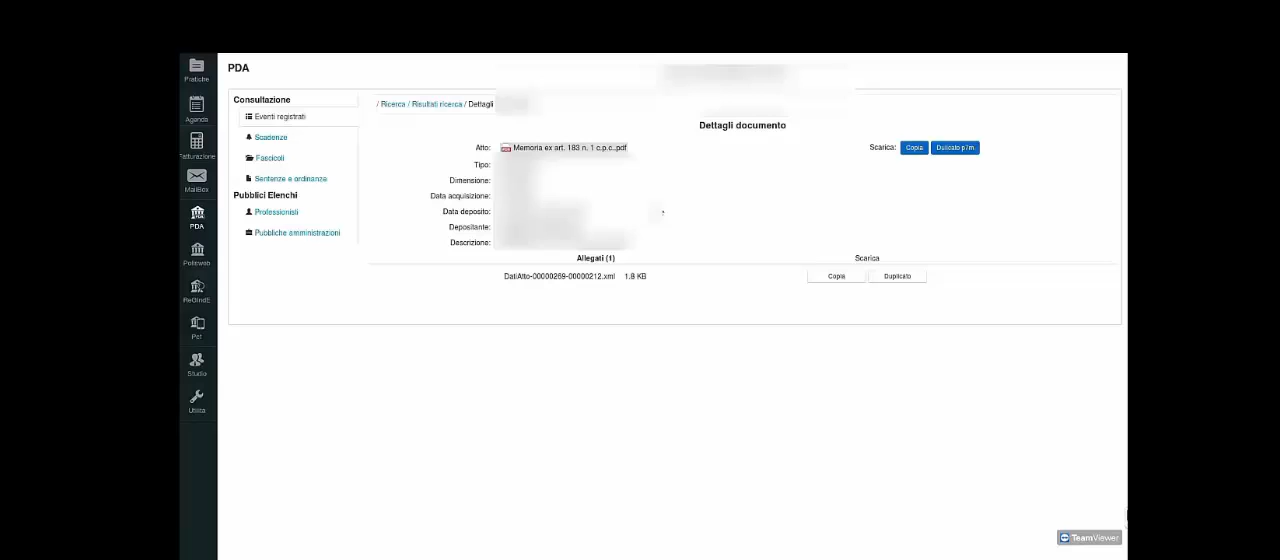 PDA
Pratiche
Agenda
Fatturazione
MailBox
PDA
Polisweb
ReGIndE
Pct
Studio
Utilità
Consultazione
Eventi registrati
Scadenze
Fascicoli
Sentenze e ordinanze
Pubblici Elenchi
Professionisti
Pubbliche amministrazioni
/ Ricerca / Risultati ricerca / Dettagli
Dettagli documento
Atto: Memoria ex art. 183 n. 1 c.p.c..pdf
Scarica: Copia Dulicato p7m
Tipo:
Dimensione:
Data acquisizione:
Data deposito:
Depositante:
Descrizione:
Allegati (1) Scarica
DatiAtto-00000269-00000212.xml 1.8 KB Copia Duplicato
TeamViewer